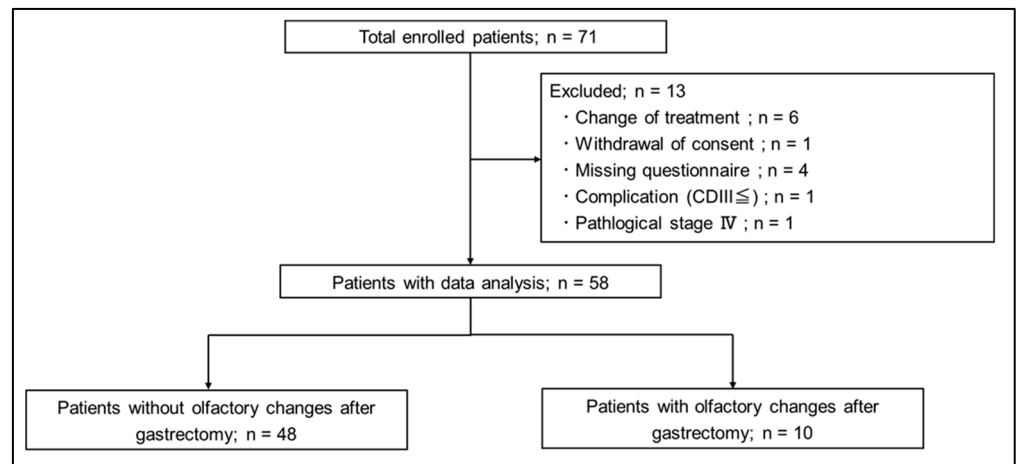 Total enrolled patients; n = 71
Excluded; n = 13
・Change of treatment ; n = 6
・Withdrawal of consent ; n = 1
・Missing questionnaire ; n = 4
・Complication (CDIII≦) ; n = 1
・Pathlogical stage Ⅳ ; n = 1
Patients with data analysis; n = 58
Patients without olfactory changes after
gastrectomy; n = 48
Patients with olfactory changes after
gastrectomy; n = 10